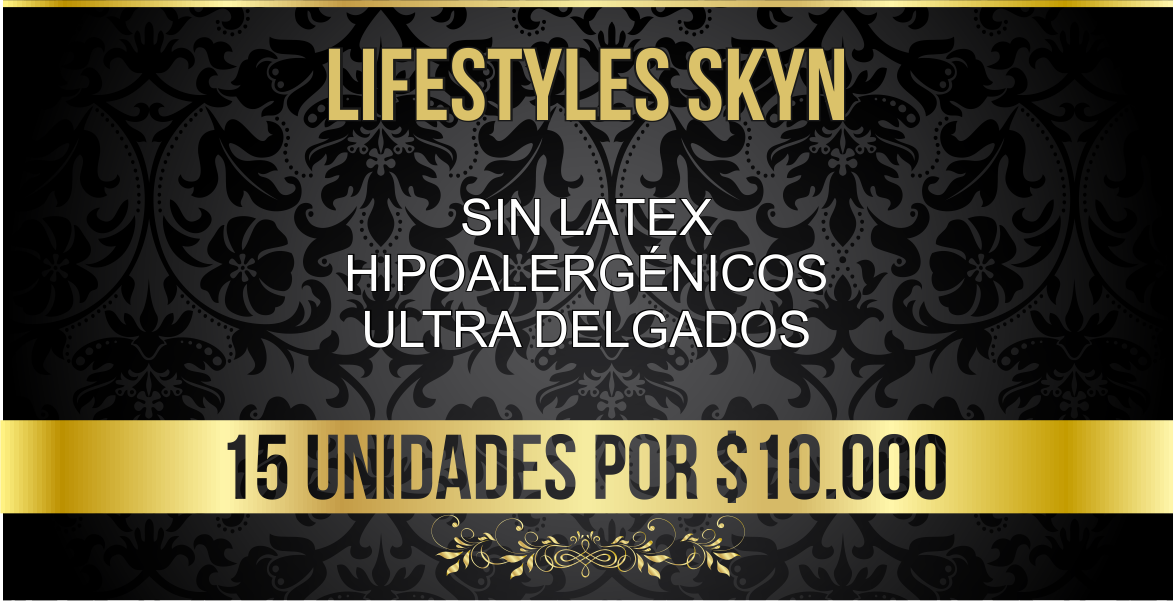 LIFESTYLES SKYN
SIN LATEX
HIPOALERGÉNICOS
ULTRA DELGADOS
15 UNIDADES POR $10.000